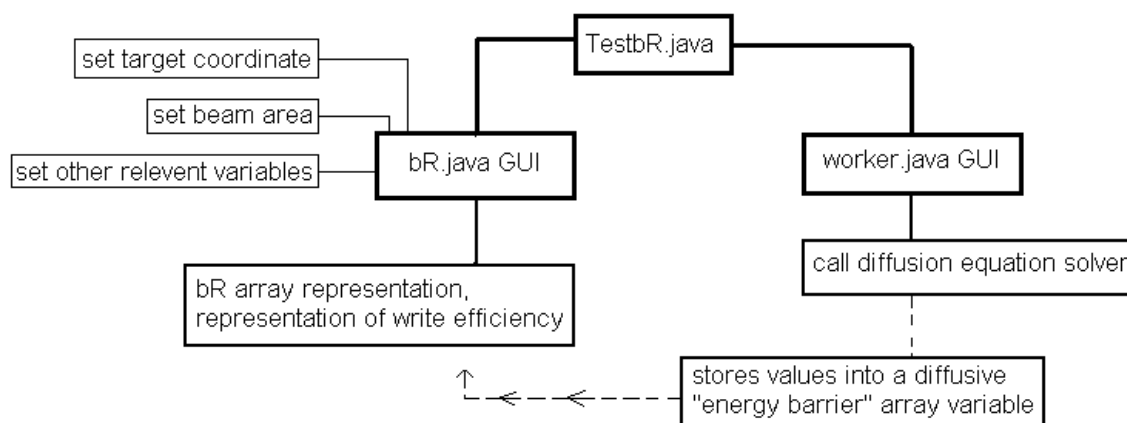 TestbR.java
set target coordinate
set beam area
set other relevent variables
bR.java GUI
worker.java GUI
bR array representation,
representation of write efficiency
call diffusion equation solver
stores values into a diffusive
"energy barrier" array variable